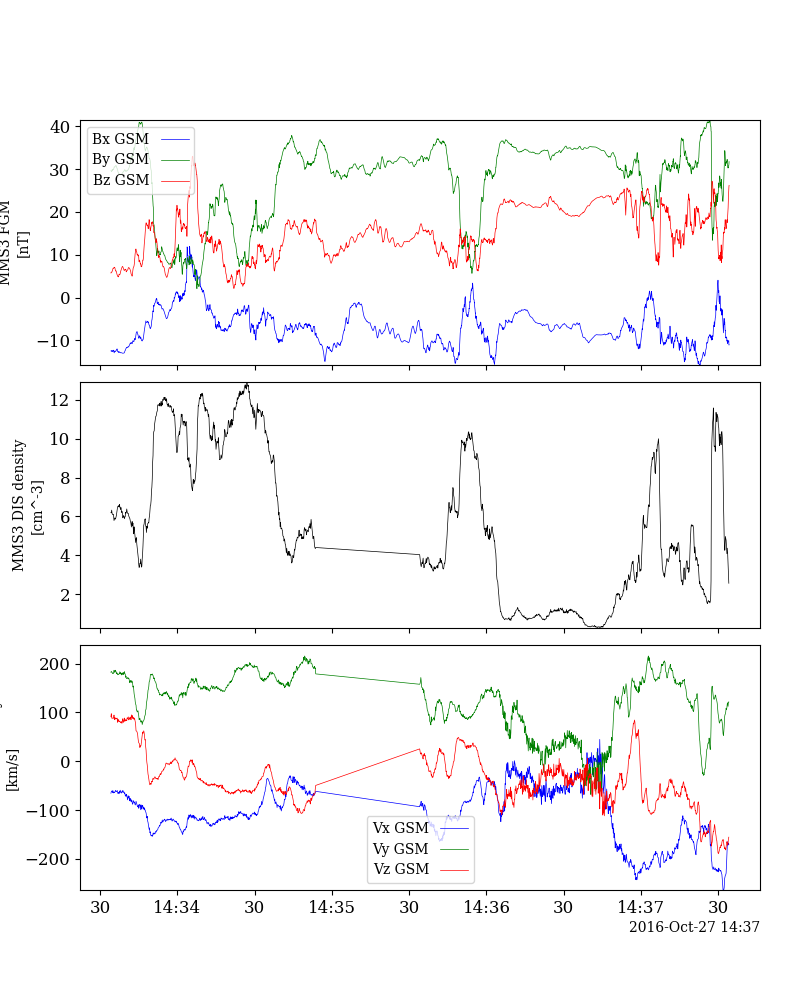 40
30
20
10
0
−10
MMS3 FGM
[nT]
Bx GSM
By GSM
Bz GSM
12
10
8
6
4
2
MMS3 DIS density
[cm^-3]
200
100
0
−100
−200
[km/s]
Vx GSM
Vy GSM
Vz GSM
30 14:34 30 14:35 30 14:36 30 14:37 30
2016-Oct-27 14:37